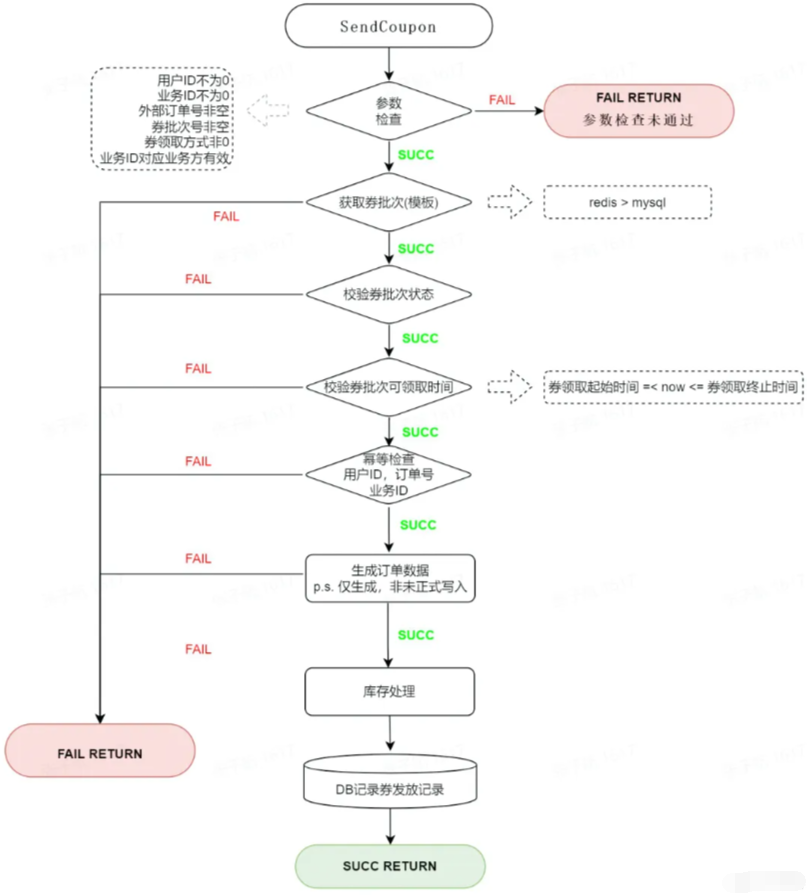 SendCoupon
用户ID不为0
业务ID不为0
外部订单号非空
券批次号非空
券领取方式非0
业务ID对应业务方有效
参数
检查
FAIL
FAIL RETURN
参数检查未通过
SUCC
获取券批次(模板)
redis > mysql
FAIL
SUCC
FAIL
校验券批次状态
SUCC
FAIL
校验券批次可领取时间
券领取起始时间 =< now <= 券领取终止时间
SUCC
FAIL
幂等检查
用户ID，订单号
业务ID
SUCC
FAIL
生成订单数据
p.s. 仅生成，非未正式写入
SUCC
FAIL
库存处理
FAIL RETURN
DB记录券发放记录
SUCC RETURN